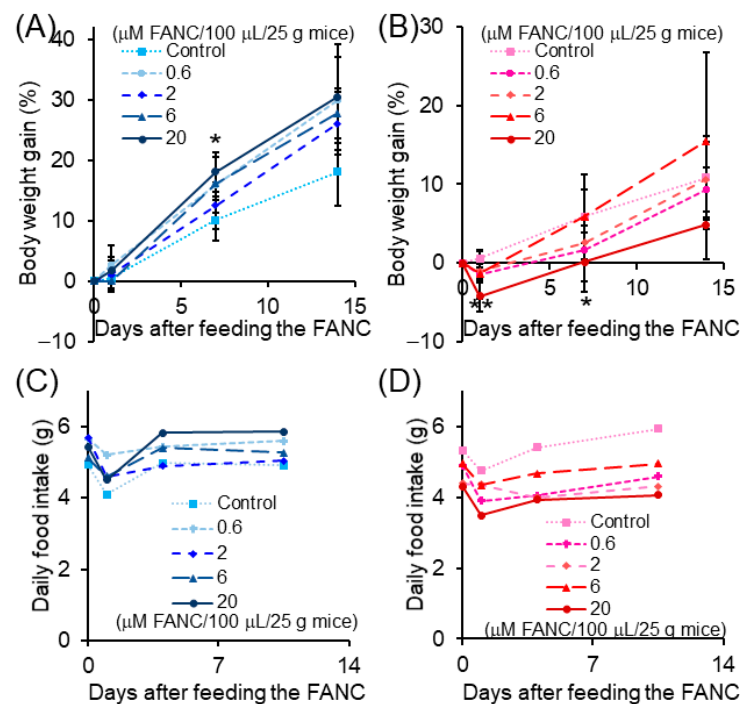 (A)
(μM FANC/100 μL/25 g mice)
Control
0.6
2
6
20
*
Body weight gain (%)
40
30
20
10
0
–10
0 5 10 15
Days after feeding the FANC
(B)
(μM FANC/100 μL/25 g mice)
Control
0.6
2
6
20
Body weight gain (%)
30
20
10
0
–10
0 5 10 15
**
*
Days after feeding the FANC
(C)
Daily food intake (g)
6
4
2
0
Control
0.6
2
6
20
(μM FANC/100 μL/25 g mice)
0 7 14
Days after feeding the FANC
(D)
Daily food intake (g)
6
4
2
0
Control
0.6
2
6
20
(μM FANC/100 μL/25 g mice)
0 7 14
Days after feeding the FANC